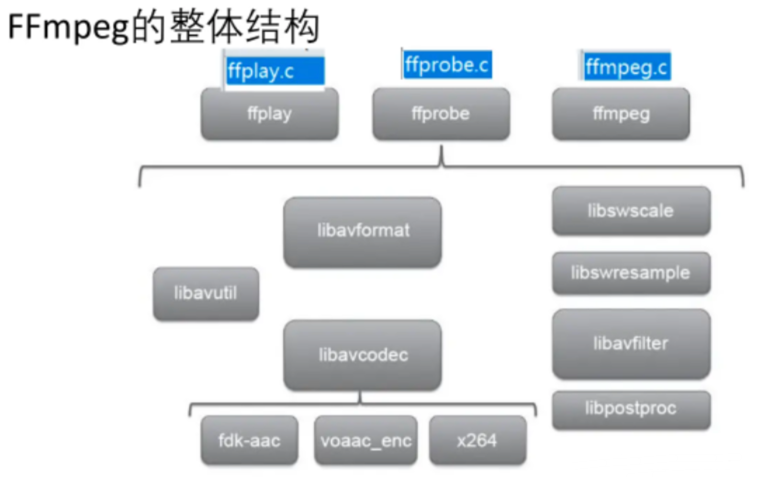 FFmpeg的整体结构
ffplay.c
ffprobe.c
ffmpeg.c
ffplay
ffprobe
ffmpeg
libavformat
libswscale
libswresample
libavutil
libavcodec
libavfilter
libpostproc
fdk-aac
voaac_enc
x264